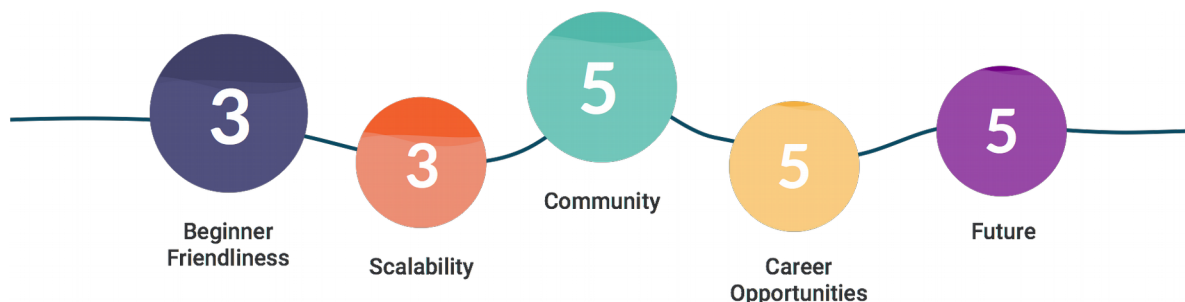 3
Beginner
Friendliness
3
Scalability
5
Community
5
Career
Opportunities
5
Future